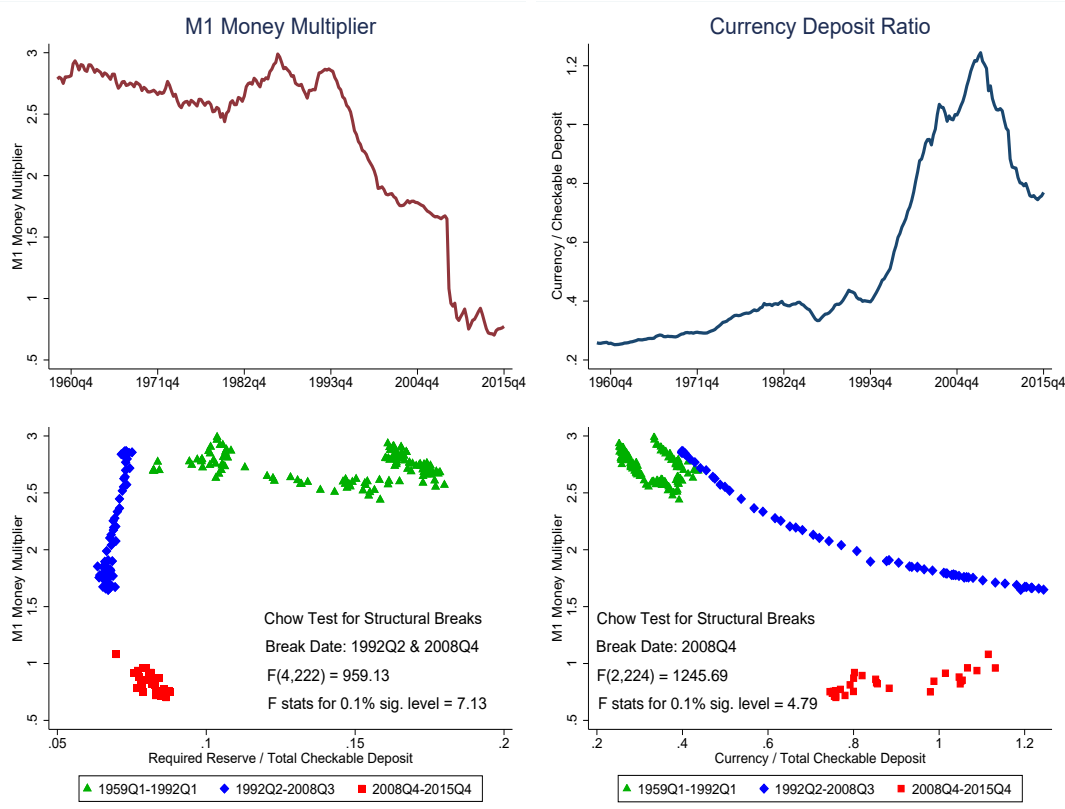 M1 Money Multiplier
M1 Money Mulitplier
3
2.5
2
1.5
1
.5
1960q4 1971q4 1982q4 1993q4 2004q4 2015q4
Currency Deposit Ratio
Currency / Checkable Deposit
1.2
1
.8
.6
.4
.2
1960q4 1971q4 1982q4 1993q4 2004q4 2015q4
M1 Money Mulitplier
3
2.5
2
1.5
1
.5
Chow Test for Structural Breaks
Break Date: 1992Q2 & 2008Q4
F(4,222) = 959.13
F stats for 0.1% sig. level = 7.13
.05 .1 .15 .2
Required Reserve / Total Checkable Deposit
1959Q1-1992Q1 1992Q2-2008Q3 2008Q4-2015Q4
M1 Money Mulitplier
3
2.5
2
1.5
1
.5
Chow Test for Structural Breaks
Break Date: 2008Q4
F(2,224) = 1245.69
F stats for 0.1% sig. level = 4.79
.2 .4 .6 .8 1 1.2
Currency / Total Checkable Deposit
1959Q1-1992Q1 1992Q2-2008Q3 2008Q4-2015Q4